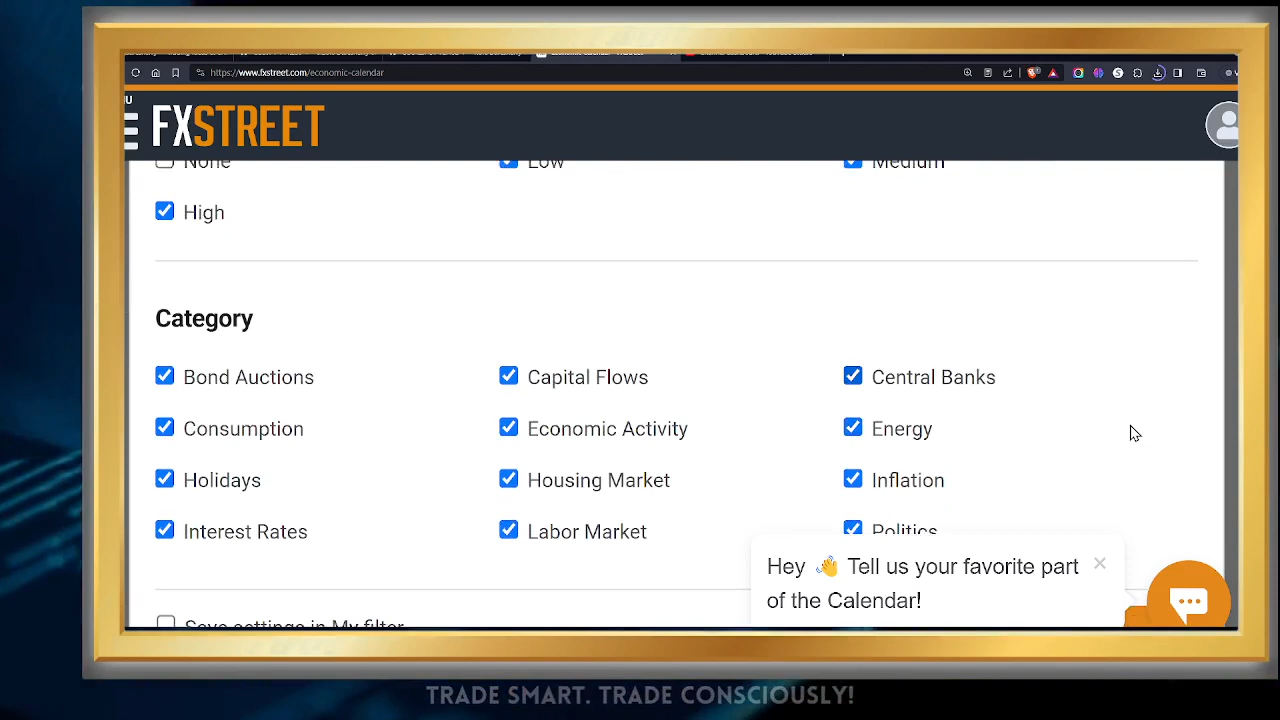 https://www.fxstreet.com/economic-calendar
FXSTREET
None Low Medium
High
Category
Bond Auctions Capital Flows Central Banks
Consumption Economic Activity Energy
Holidays Housing Market Inflation
Interest Rates Labor Market Politics
Hey 👋 Tell us your favorite part
of the Calendar!
Save settings in My filter
TRADE SMART. TRADE CONSCIOUSLY!